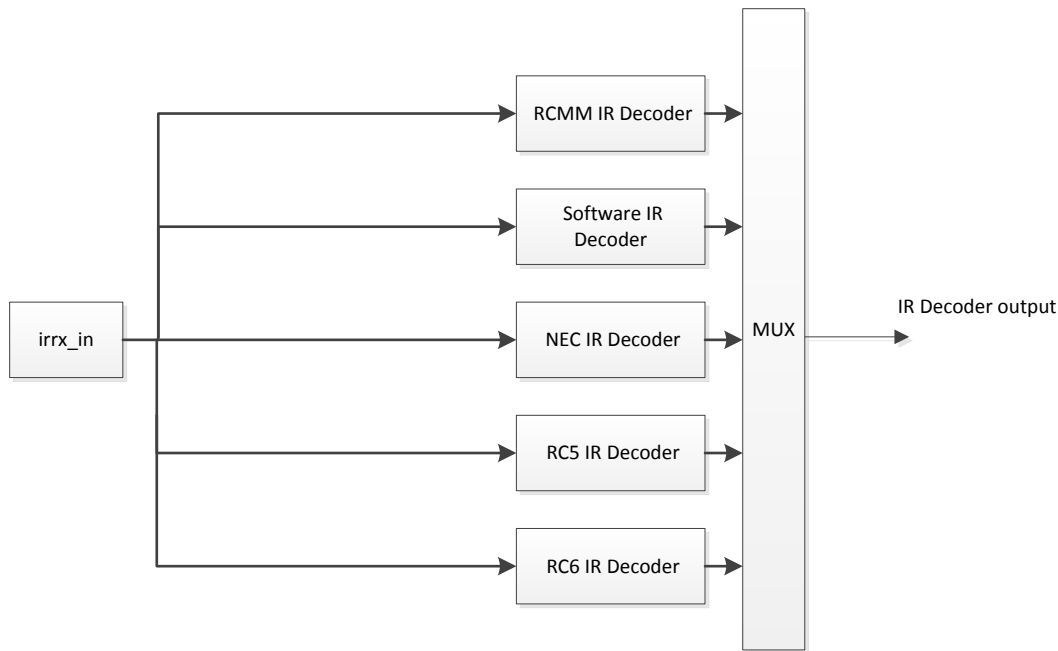 RCMM IR Decoder
Software IR
Decoder
irrx_in
NEC IR Decoder
MUX
IR Decoder output
RC5 IR Decoder
RC6 IR Decoder